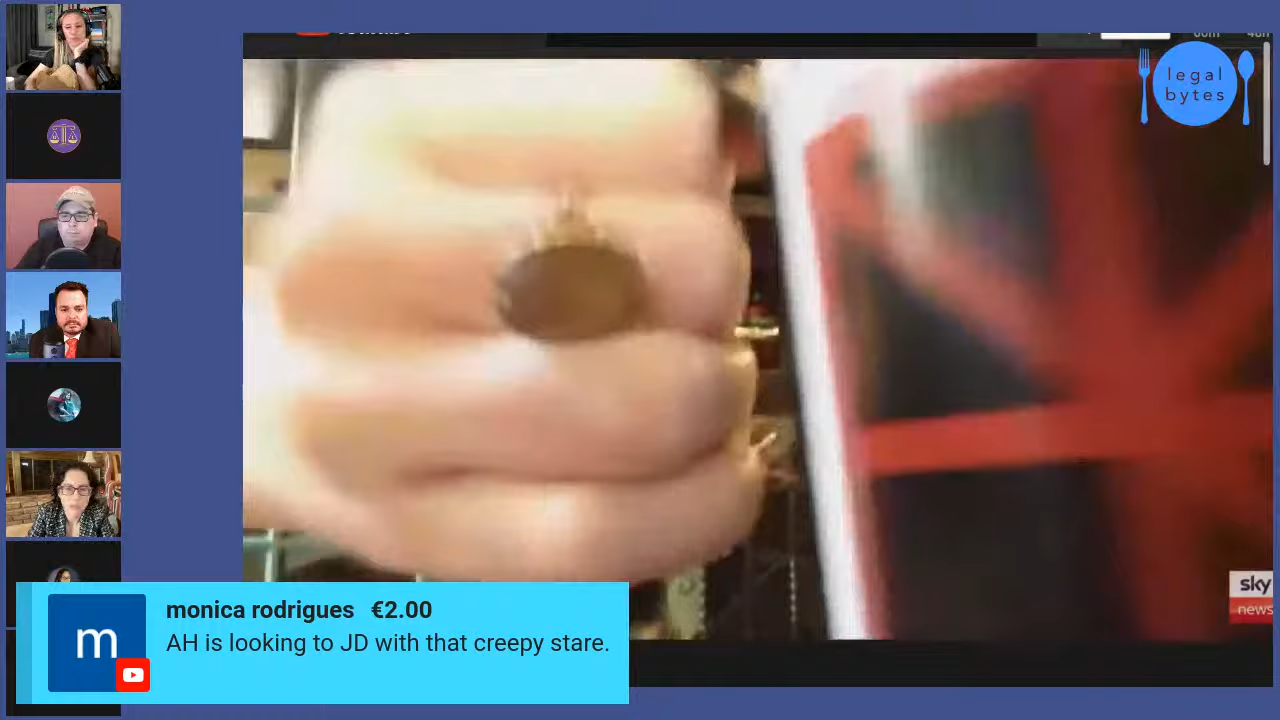 legal
bytes
sky
news
monica rodrigues €2.00
m
AH is looking to JD with that creepy stare.